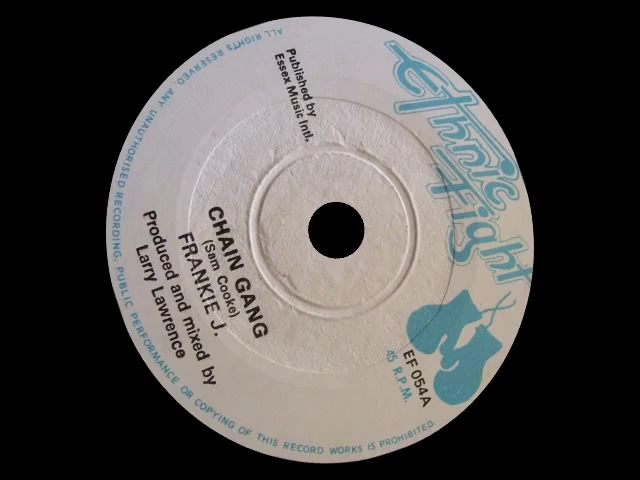 Ethnic
Fight
Published by
Essex Music Intl.
EF 054A
45 R.P.M.
CHAIN GANG
(Sam Cooke)
FRANKIE J.
Produced and mixed by
Larry Lawrence
ALL RIGHTS RESERVED. ANY UNAUTHORISED RECORDING, PUBLIC PERFORMANCE OR COPYING OF THIS RECORD WORKS IS PROHIBITED.